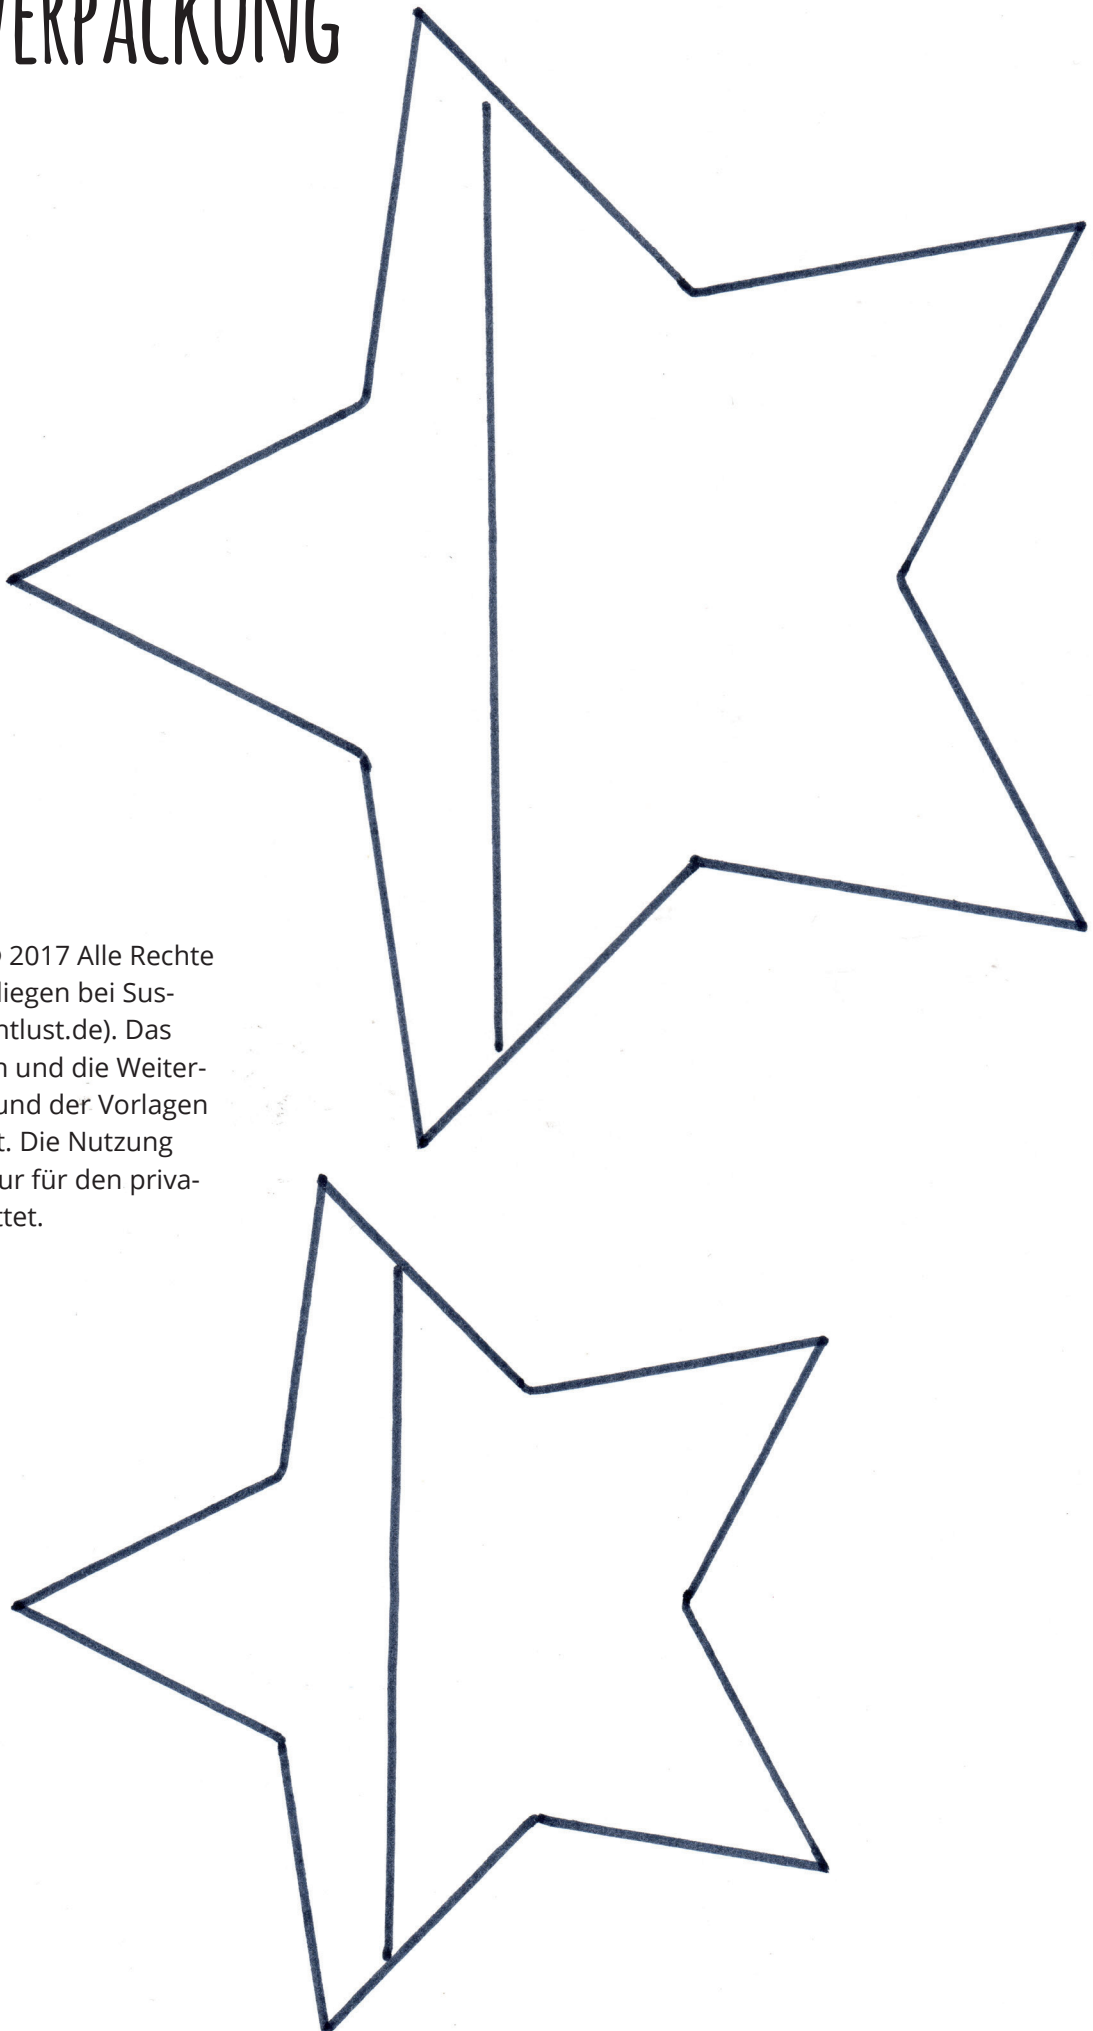 VERPACKUNG
© 2017 Alle Rechte
liegen bei Sus-
ntlust.de). Das
n und die Weiter-
und der Vorlagen
t. Die Nutzung
ur für den priva-
ttet.